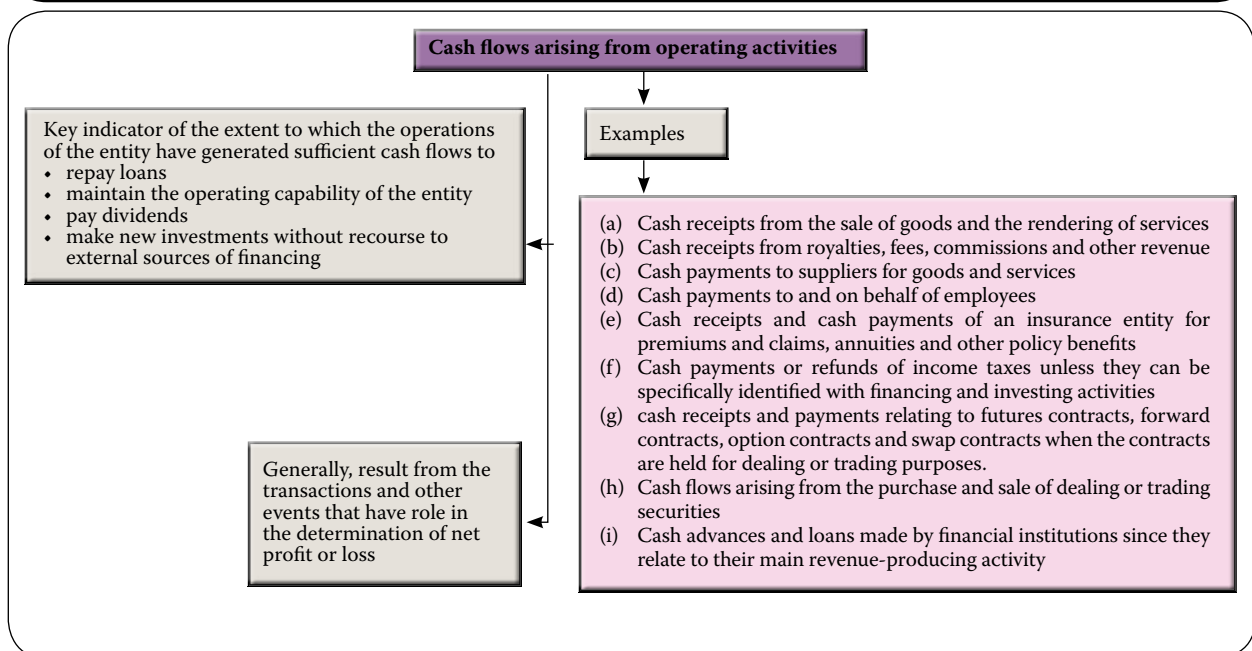 Cash flows arising from operating activities
Key indicator of the extent to which the operations
of the entity have generated sufficient cash flows to
• repay loans
• maintain the operating capability of the entity
• pay dividends
• make new investments without recourse to
external sources of financing
Examples
(a) Cash receipts from the sale of goods and the rendering of services
(b) Cash receipts from royalties, fees, commissions and other revenue
(c) Cash payments to suppliers for goods and services
(d) Cash payments to and on behalf of employees
(e) Cash receipts and cash payments of an insurance entity for
premiums and claims, annuities and other policy benefits
(f) Cash payments or refunds of income taxes unless they can be
specifically identified with financing and investing activities
(g) cash receipts and payments relating to futures contracts, forward
contracts, option contracts and swap contracts when the contracts
are held for dealing or trading purposes.
(h) Cash flows arising from the purchase and sale of dealing or trading
securities
(i) Cash advances and loans made by financial institutions since they
relate to their main revenue-producing activity
Generally, result from the
transactions and other
events that have role in
the determination of net
profit or loss